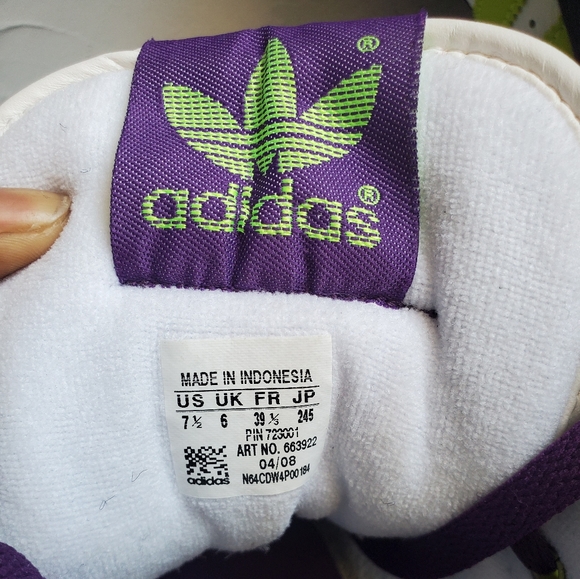 ®
adidas®
MADE IN INDONESIA
US UK FR JP
7½ 6 39⅓ 245
PIN 723001
ART NO. 663922
04/08
adidas N64CDW4P00184